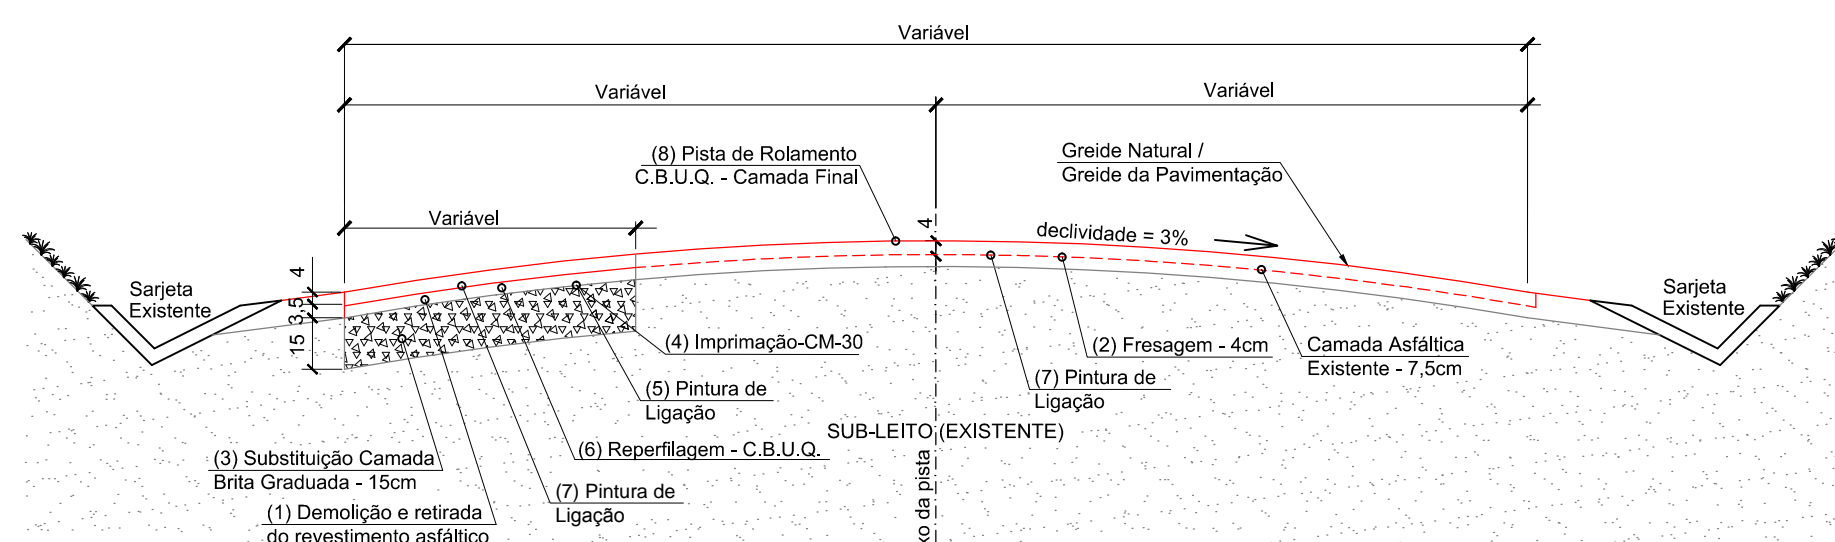 Variável
Variável
Variável
(8) Pista de Rolamento
C.B.U.Q. - Camada Final
Greide Natural /
Greide da Pavimentação
Variável
4
declividade = 3%
4
3,5
15
Sarjeta
Existente
Sarjeta
Existente
(4) Imprimação-CM-30
(2) Fresagem - 4cm
Camada Asfáltica
Existente - 7,5cm
(5) Pintura de
Ligação
(7) Pintura de
Ligação
SUB-LEITO (EXISTENTE)
(6) Reperfilagem - C.B.U.Q.
(3) Substituição Camada
Brita Graduada - 15cm
(7) Pintura de
Ligação
(1) Demolição e retirada
do revestimento asfáltico
xo da pista